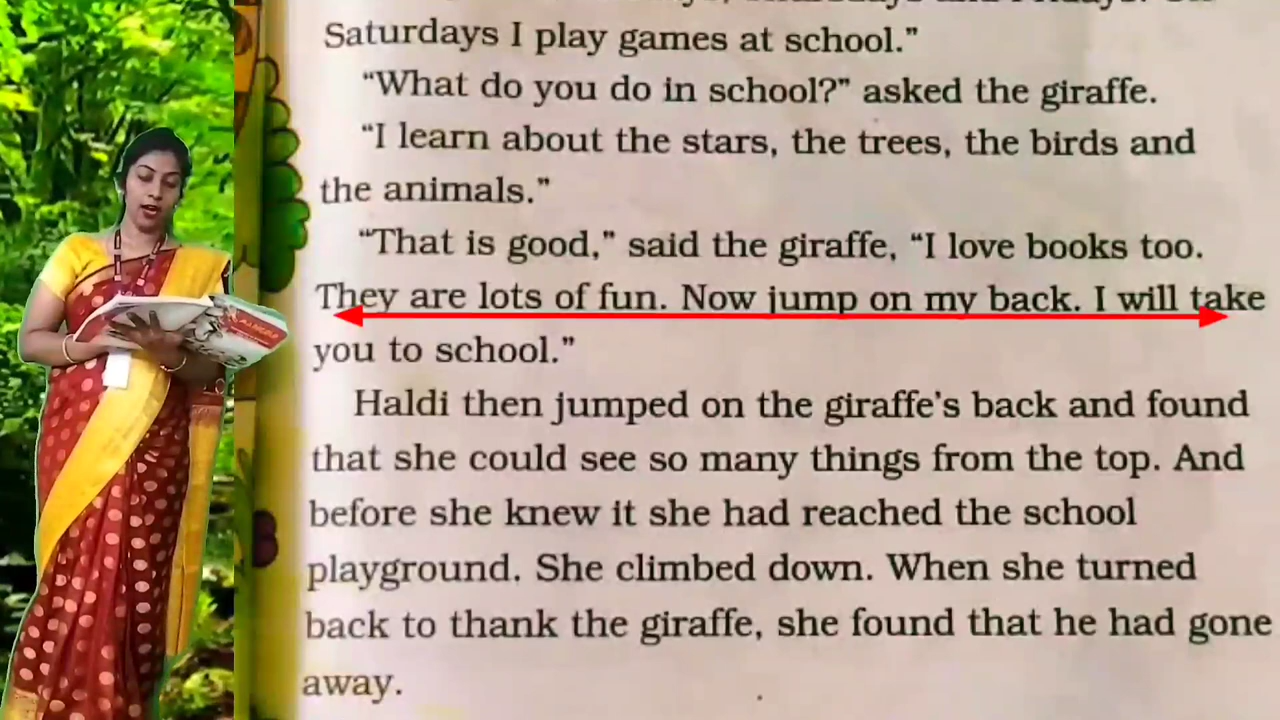 Saturdays I play games at school.”
“What do you do in school?” asked the giraffe.
“I learn about the stars, the trees, the birds and
the animals.”
“That is good,” said the giraffe, “I love books too.
They are lots of fun. Now jump on my back. I will take
you to school.”
Haldi then jumped on the giraffe’s back and found
that she could see so many things from the top. And
before she knew it she had reached the school
playground. She climbed down. When she turned
back to thank the giraffe, she found that he had gone
away.